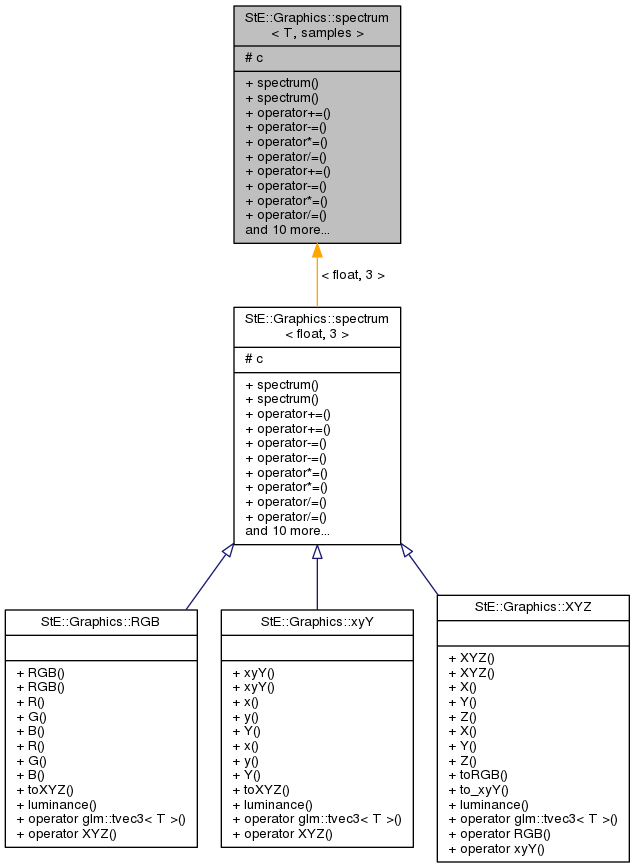 StE::Graphics::spectrum
< T, samples >
# c
+ spectrum()
+ spectrum()
+ operator+=()
+ operator-=()
+ operator*=()
+ operator/=()
+ operator+=()
+ operator-=()
+ operator*=()
+ operator/=()
and 10 more...
< float, 3 >
StE::Graphics::spectrum
< float, 3 >
# c
+ spectrum()
+ spectrum()
+ operator+=()
+ operator+=()
+ operator-=()
+ operator-=()
+ operator*=()
+ operator*=()
+ operator/=()
+ operator/=()
and 10 more...
StE::Graphics::RGB
+ RGB()
+ RGB()
+ R()
+ G()
+ B()
+ R()
+ G()
+ B()
+ toXYZ()
+ luminance()
+ operator glm::tvec3< T >()
+ operator XYZ()
StE::Graphics::xyY
+ xyY()
+ xyY()
+ x()
+ y()
+ Y()
+ x()
+ y()
+ Y()
+ toXYZ()
+ luminance()
+ operator glm::tvec3< T >()
+ operator XYZ()
StE::Graphics::XYZ
+ XYZ()
+ XYZ()
+ X()
+ Y()
+ Z()
+ X()
+ Y()
+ Z()
+ toRGB()
+ to_xyY()
+ luminance()
+ operator glm::tvec3< T >()
+ operator RGB()
+ operator xyY()